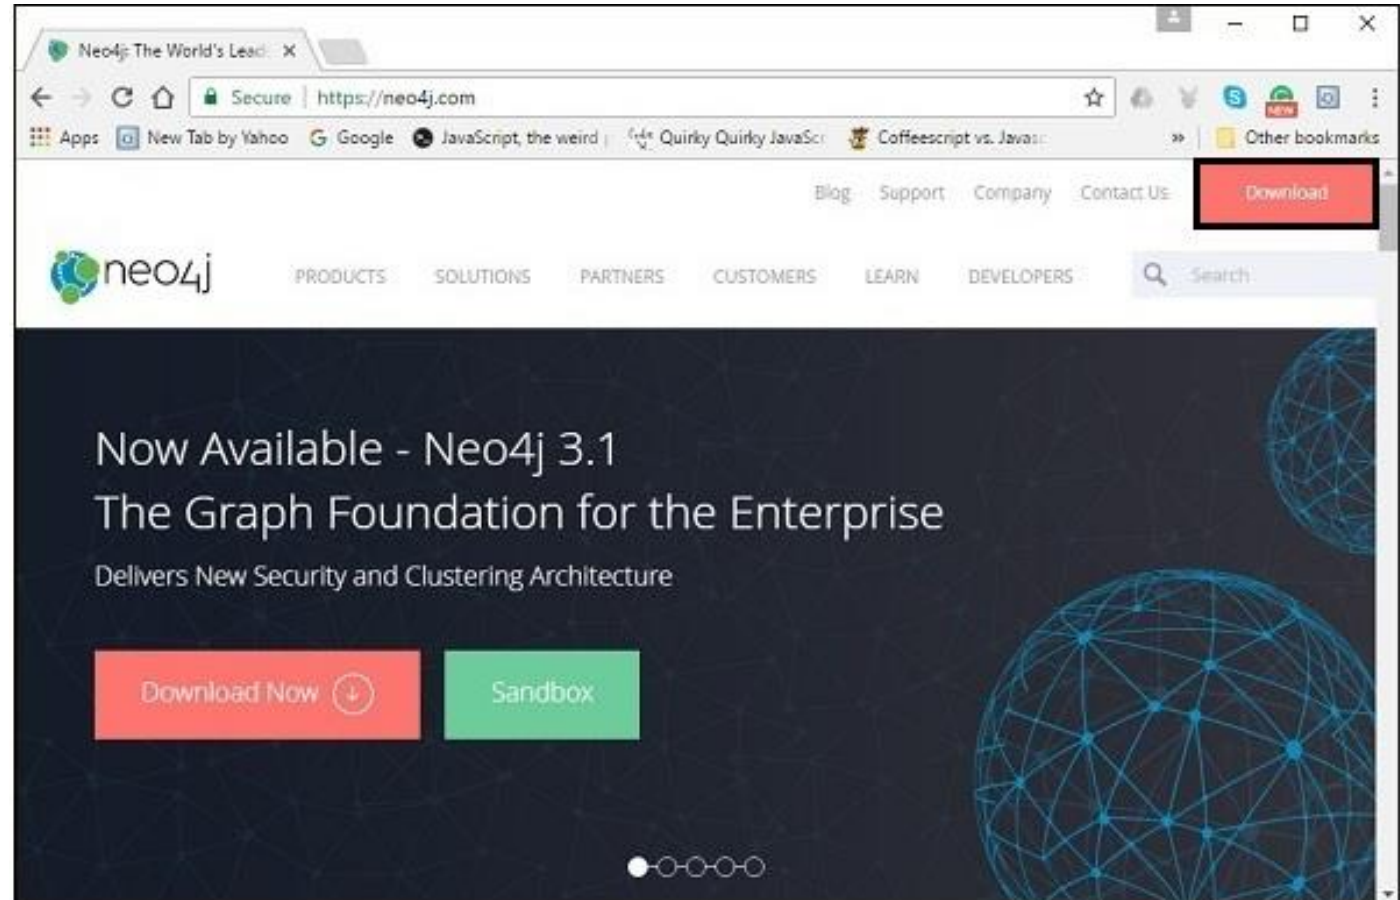 Neo4j: The World's Lead
Secure https://neo4j.com
NEW
Apps New Tab by Yahoo Google JavaScript, the weird Quirky Quirky JavaScr Coffeescript vs. Javasc » Other bookmarks
Blog Support Company Contact Us Download
neo4j PRODUCTS SOLUTIONS PARTNERS CUSTOMERS LEARN DEVELOPERS Search
Now Available - Neo4j 3.1
The Graph Foundation for the Enterprise
Delivers New Security and Clustering Architecture
Download Now Sandbox